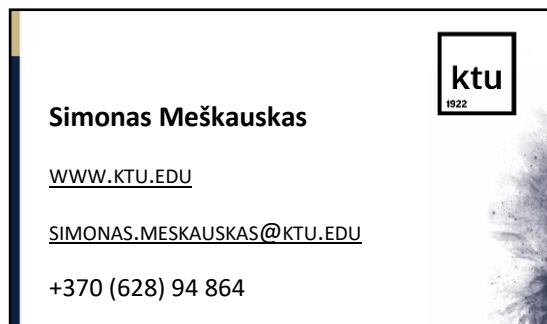 ktu
1922
Simonas Meškauskas
WWW.KTU.EDU
SIMONAS.MESKAUSKAS@KTU.EDU
+370 (628) 94 864